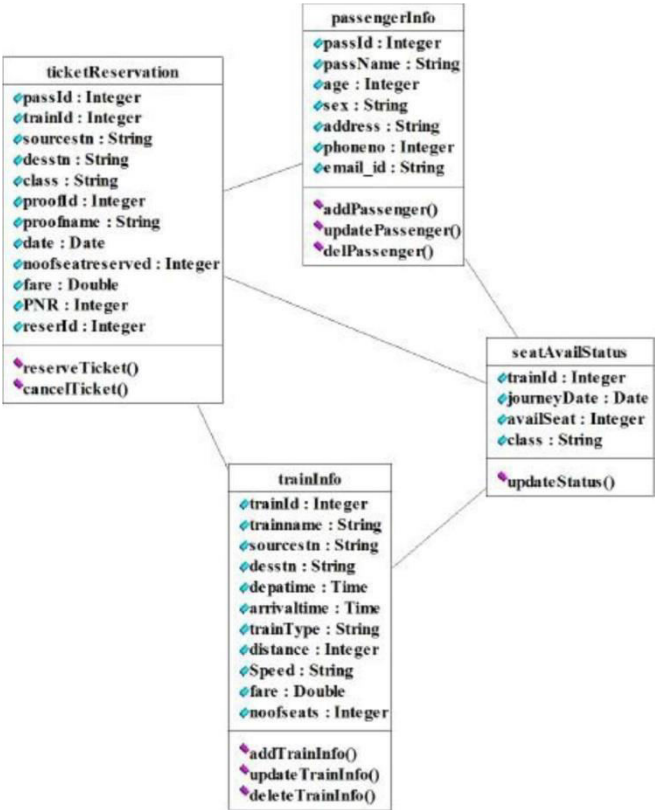 passengerInfo
passId : Integer
passName : String
age : Integer
sex : String
address : String
phoneno : Integer
email_id : String
addPassenger()
updatePassenger()
delPassenger()
ticketReservation
passId : Integer
trainId : Integer
sourcestn : String
desstn : String
class : String
proofId : Integer
proofname : String
date : Date
noofseatreserved : Integer
fare : Double
PNR : Integer
reserId : Integer
reserveTicket()
cancelTicket()
seatAvailStatus
trainId : Integer
journeyDate : Date
availSeat : Integer
class : String
updateStatus()
trainInfo
trainId : Integer
trainname : String
sourcestn : String
desstn : String
depatime : Time
arrivaltime : Time
trainType : String
distance : Integer
Speed : String
fare : Double
noofseats : Integer
addTrainInfo()
updateTrainInfo()
deleteTrainInfo()